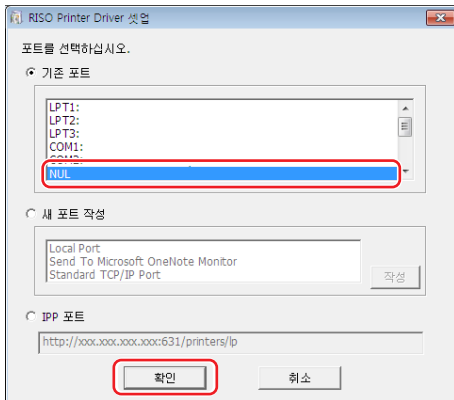 RISO Printer Driver 셋업
포트를 선택하십시오.
기존 포트
LPT1:
LPT2:
LPT3:
COM1:
NUL
새 포트 작성
Local Port
Send To Microsoft OneNote Monitor
Standard TCP/IP Port
작성
IPP 포트
http://xxx.xxx.xxx.xxx:631/printers/lp
확인 취소